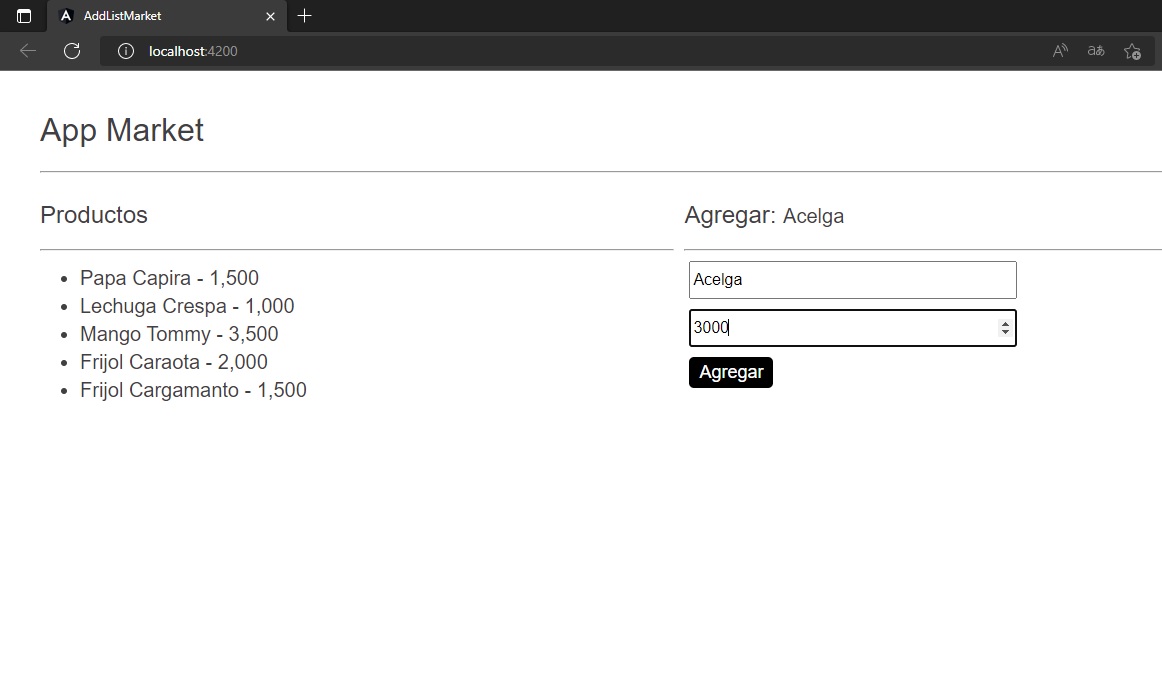 AddListMarket
localhost:4200
App Market
Productos
Papa Capira - 1,500
Lechuga Crespa - 1,000
Mango Tommy - 3,500
Frijol Caraota - 2,000
Frijol Cargamanto - 1,500
Agregar: Acelga
Acelga
3000
Agregar